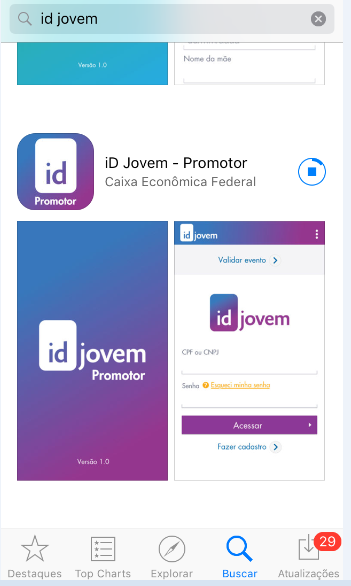 id jovem
Versão 1.0
Nome da mãe
id
Promotor
iD Jovem - Promotor
Caixa Econômica Federal
id jovem
Promotor
Versão 1.0
id jovem
Validar evento
id jovem
CPF ou CNPJ
Senha ? Esqueci minha senha
Acessar
Fazer cadastro
29
Destaques Top Charts Explorar Buscar Atualizações